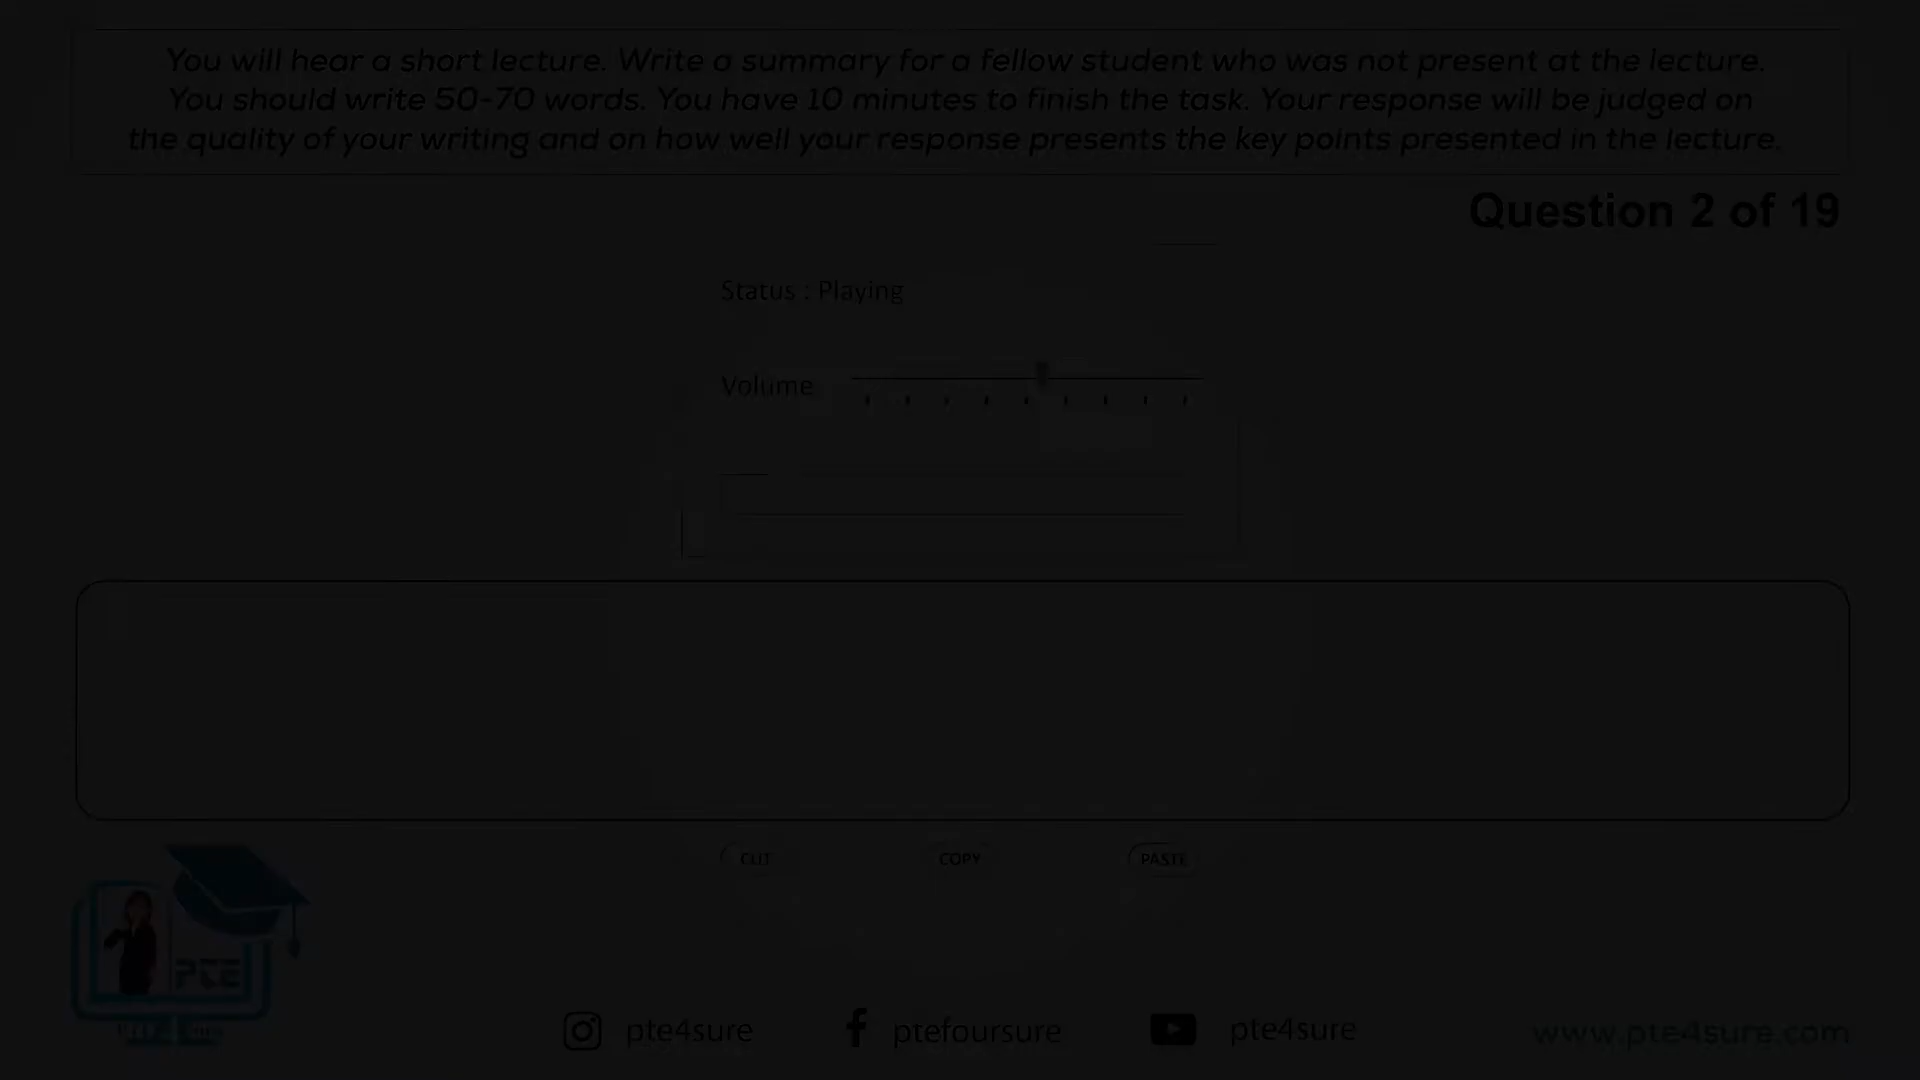 You will hear a short lecture. Write a summary for a fellow student who was not present at the lecture.
You should write 50-70 words. You have 10 minutes to finish the task. Your response will be judged on
the quality of your writing and on how well your response presents the key points presented in the lecture.
Question 2 of 19
Status : Playing
Volume
CUT COPY PASTE
PTE
pte4sure ptefoursure pte4sure www.pte4sure.com